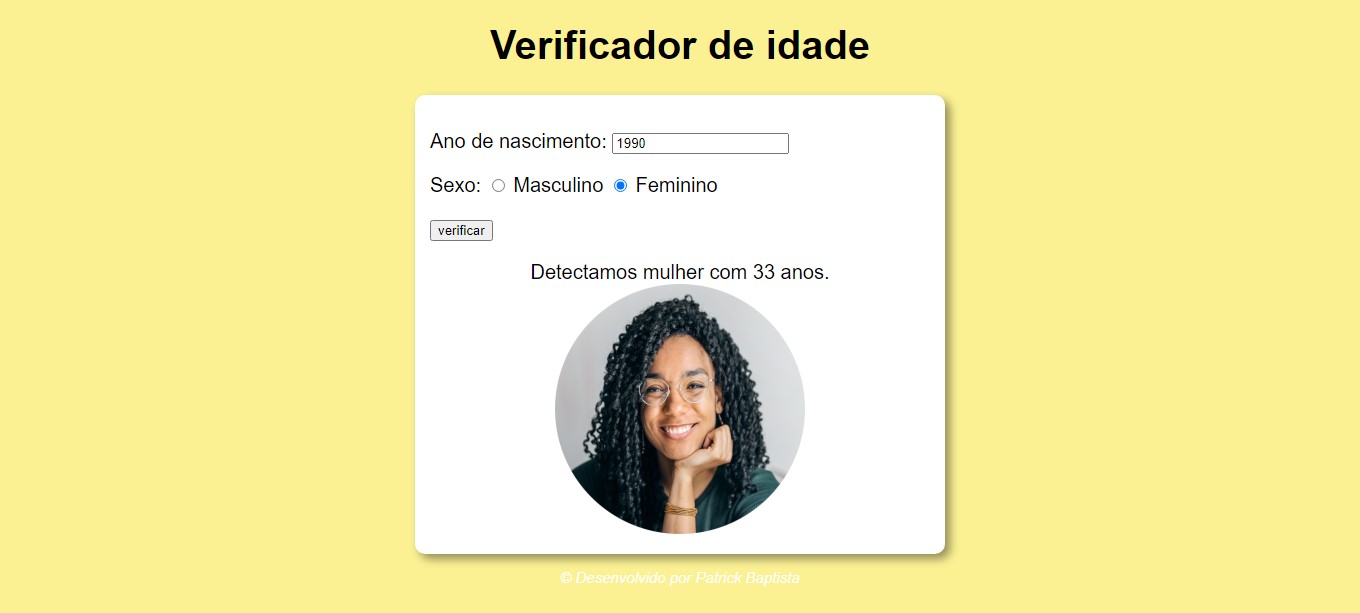 Verificador de idade
Ano de nascimento: 1990
Sexo: Masculino Feminino
verificar
Detectamos mulher com 33 anos.
© Desenvolvido por Patrick Baptista